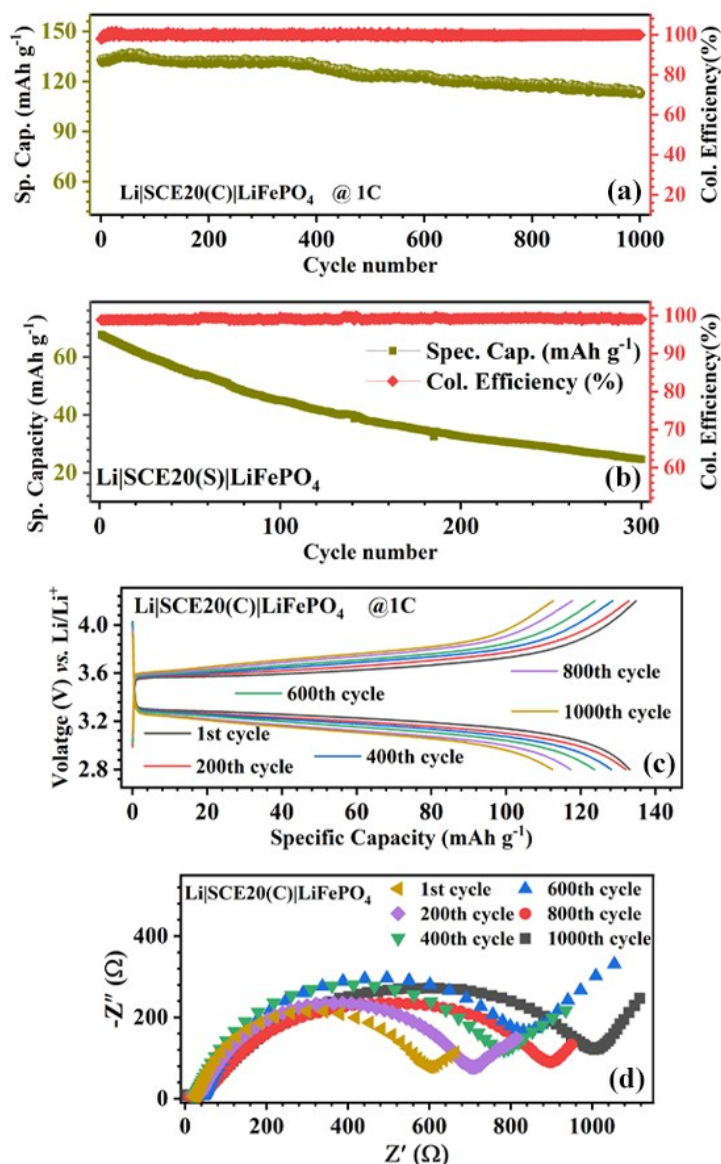 Sp. Cap. (mAh g⁻¹)
150
120
90
60
100
80
60
40
20
Col. Efficiency(%)
Li|SCE20(C)|LiFePO₄ @ 1C
(a)
0 200 400 600 800 1000
Cycle number
Sp. Capacity (mAh g⁻¹)
60
40
20
100
90
80
70
60
Col. Efficiency(%)
Spec. Cap. (mAh g⁻¹)
Col. Efficiency (%)
Li|SCE20(S)|LiFePO₄
(b)
0 100 200 300
Cycle number
Volatge (V) vs. Li/Li⁺
4.0
3.6
3.2
2.8
Li|SCE20(C)|LiFePO₄ @1C
600th cycle
800th cycle
1000th cycle
1st cycle
200th cycle
400th cycle
(c)
0 20 40 60 80 100 120 140
Specific Capacity (mAh g⁻¹)
-Z″ (Ω)
400
200
0
Li|SCE20(C)|LiFePO₄
1st cycle
200th cycle
400th cycle
600th cycle
800th cycle
1000th cycle
(d)
0 200 400 600 800 1000
Z′ (Ω)